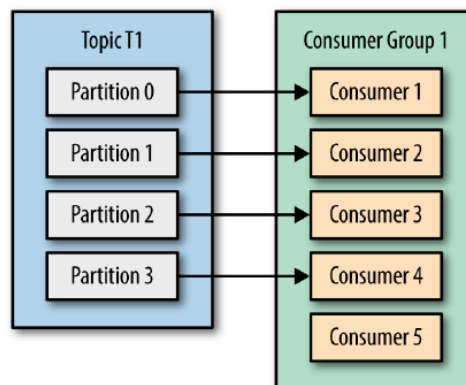 Topic T1
Partition 0
Partition 1
Partition 2
Partition 3
Consumer Group 1
Consumer 1
Consumer 2
Consumer 3
Consumer 4
Consumer 5